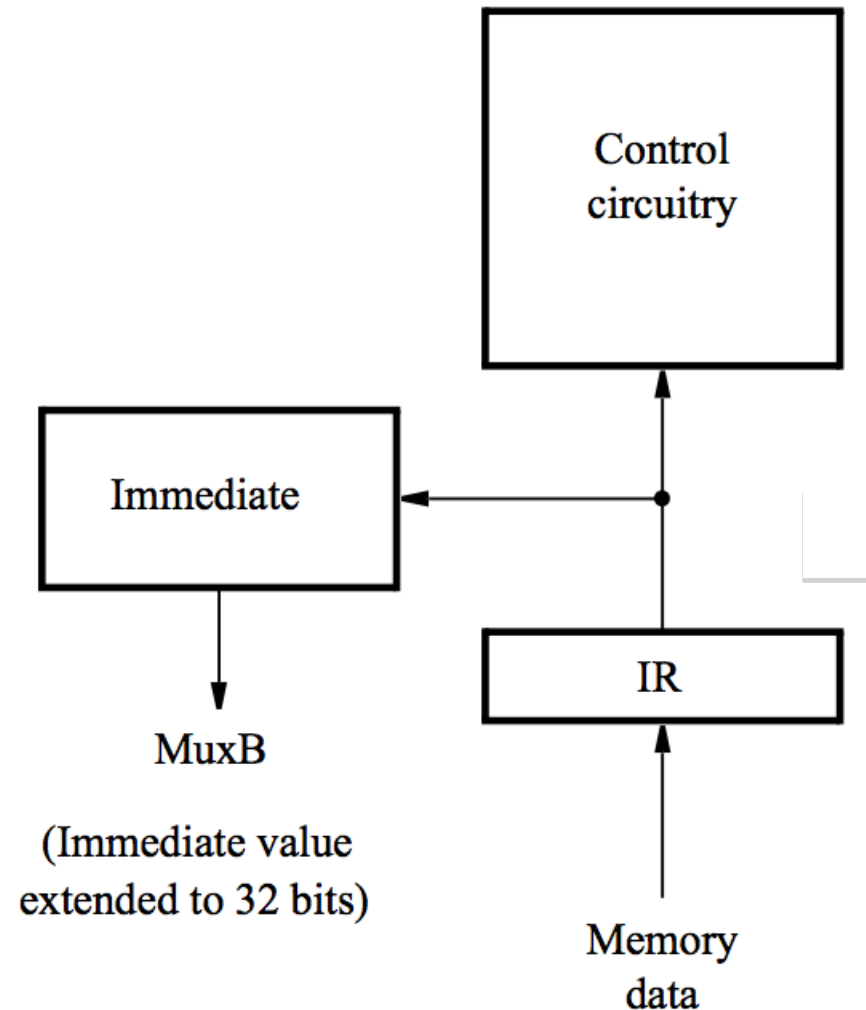 Control
circuitry
Immediate
IR
MuxB
(Immediate value
extended to 32 bits)
Memory
data